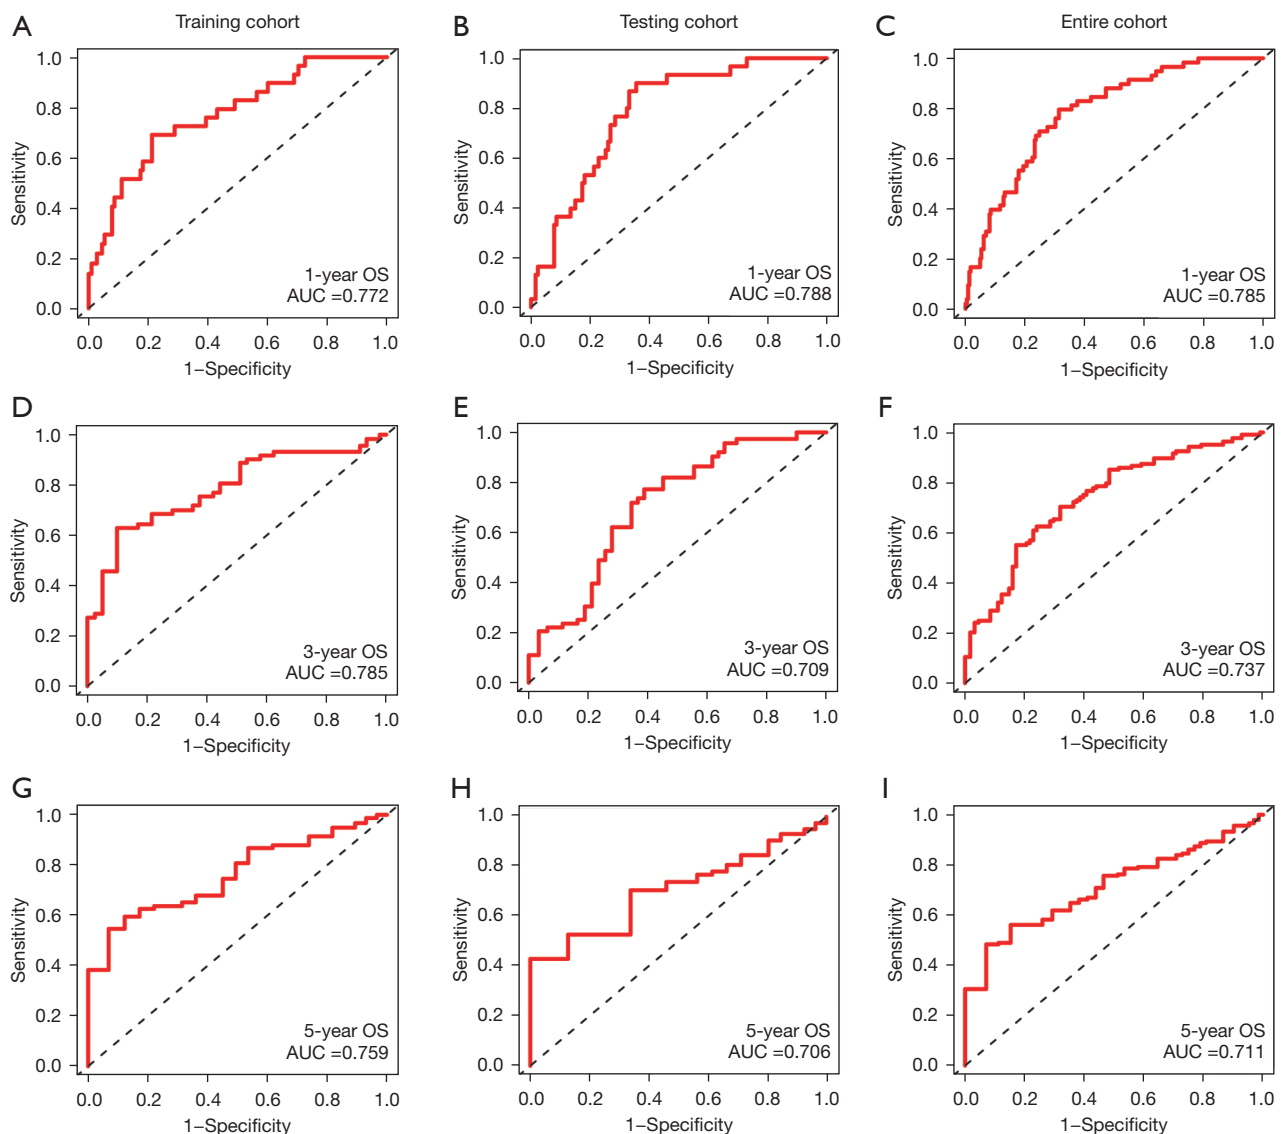 A
Training cohort
B
Testing cohort
C
Entire cohort
1.0
0.8
0.6
0.4
0.2
0.0
Sensitivity
1-year OS
AUC =0.772
0.0 0.2 0.4 0.6 0.8 1.0
1–Specificity
1.0
0.8
0.6
0.4
0.2
0.0
Sensitivity
1-year OS
AUC =0.788
0.0 0.2 0.4 0.6 0.8 1.0
1–Specificity
1.0
0.8
0.6
0.4
0.2
0.0
Sensitivity
1-year OS
AUC =0.785
0.0 0.2 0.4 0.6 0.8 1.0
1–Specificity
D
1.0
0.8
0.6
0.4
0.2
0.0
Sensitivity
3-year OS
AUC =0.785
0.0 0.2 0.4 0.6 0.8 1.0
1–Specificity
E
1.0
0.8
0.6
0.4
0.2
0.0
Sensitivity
3-year OS
AUC =0.709
0.0 0.2 0.4 0.6 0.8 1.0
1–Specificity
F
1.0
0.8
0.6
0.4
0.2
0.0
Sensitivity
3-year OS
AUC =0.737
0.0 0.2 0.4 0.6 0.8 1.0
1–Specificity
G
1.0
0.8
0.6
0.4
0.2
0.0
Sensitivity
5-year OS
AUC =0.759
0.0 0.2 0.4 0.6 0.8 1.0
1–Specificity
H
1.0
0.8
0.6
0.4
0.2
0.0
Sensitivity
5-year OS
AUC =0.706
0.0 0.2 0.4 0.6 0.8 1.0
1–Specificity
I
1.0
0.8
0.6
0.4
0.2
0.0
Sensitivity
5-year OS
AUC =0.711
0.0 0.2 0.4 0.6 0.8 1.0
1–Specificity